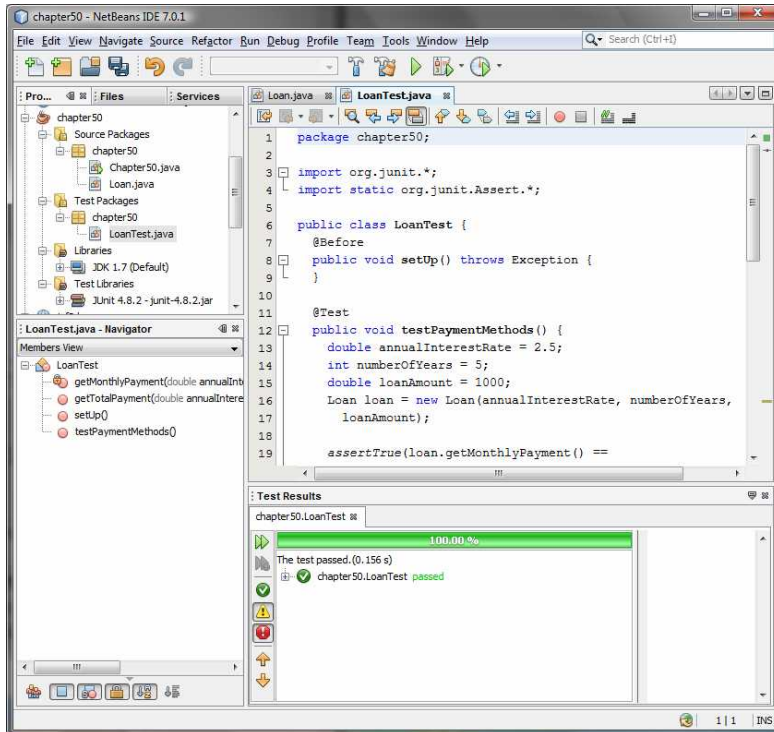 chapter50 - NetBeans IDE 7.0.1
File Edit View Navigate Source Refactor Run Debug Profile Team Tools Window Help
Search (Ctrl+I)
Pro... Files Services
chapter50
Source Packages
chapter50
Chapter50.java
Loan.java
Test Packages
chapter50
LoanTest.java
Libraries
JDK 1.7 (Default)
Test Libraries
JUnit 4.8.2 - junit-4.8.2.jar
LoanTest.java - Navigator
Members View
LoanTest
getMonthlyPayment(double annualInt
getTotalPayment(double annualIntere
setUp()
testPaymentMethods()
Loan.java LoanTest.java
1 package chapter50;
2
3 import org.junit.*;
4 import static org.junit.Assert.*;
5
6 public class LoanTest {
7 @Before
8 public void setUp() throws Exception {
9 }
10
11 @Test
12 public void testPaymentMethods() {
13 double annualInterestRate = 2.5;
14 int numberOfYears = 5;
15 double loanAmount = 1000;
16 Loan loan = new Loan(annualInterestRate, numberOfYears,
17 loanAmount);
18
19 assertTrue(loan.getMonthlyPayment() ==
Test Results
chapter50.LoanTest
100.00 %
The test passed.(0.156 s)
chapter50.LoanTest passed
1|1 INS